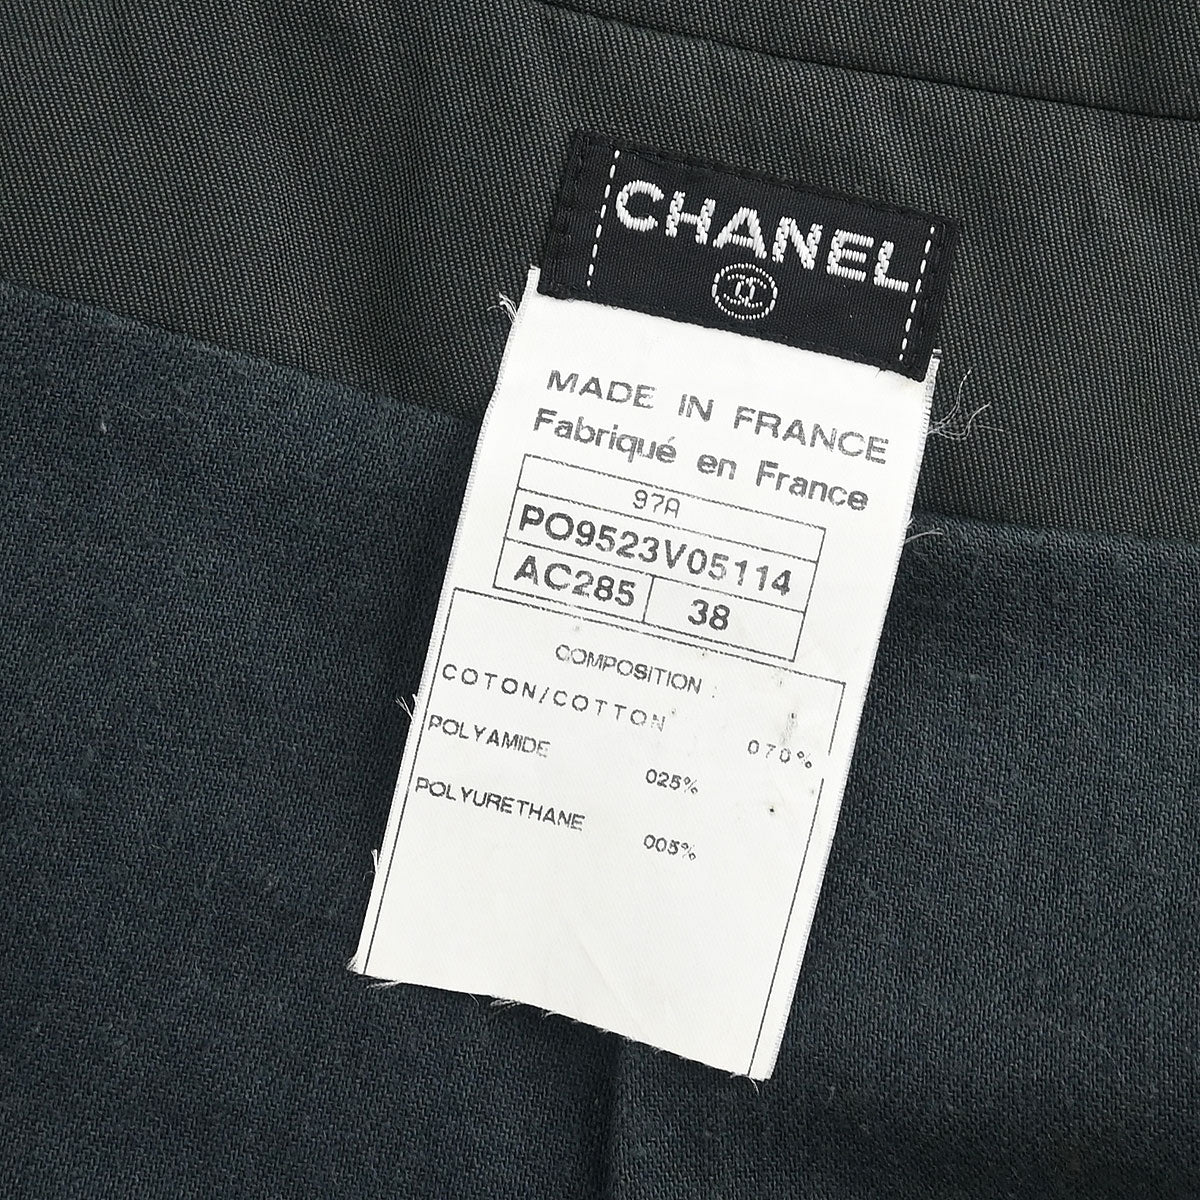 CHANEL
MADE IN FRANCE
Fabriqué en France
97A
PO9523V05114
AC285 38
COMPOSITION :
COTON/COTTON 070%
POLYAMIDE 025%
POLYURETHANE 005%